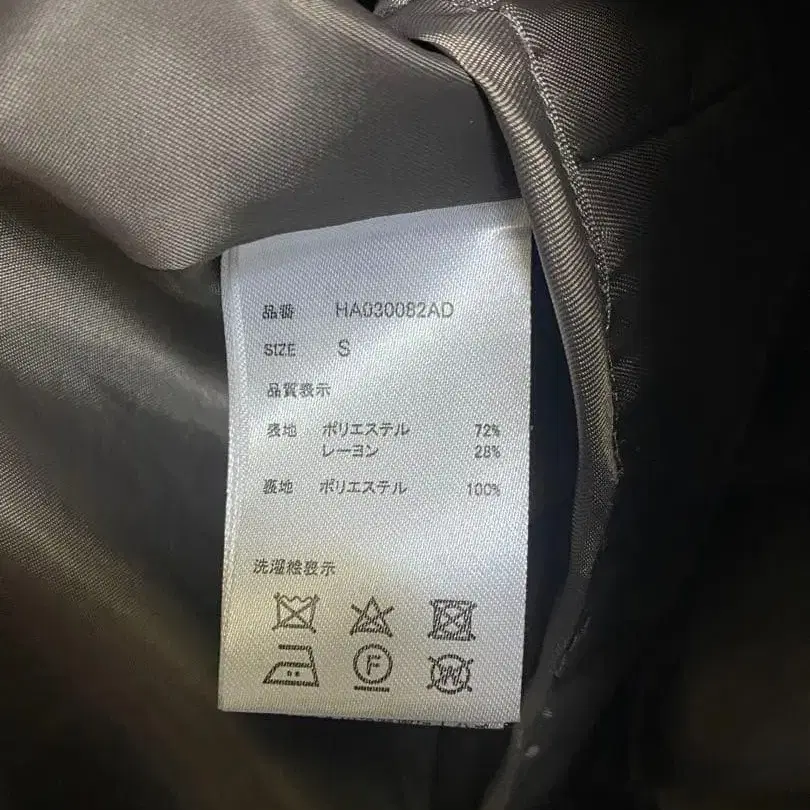 品番 HA030082AD
SIZE S
品質表示
表地 ポリエステル 72%
レーヨン 28%
裏地 ポリエステル 100%
洗濯絵表示
F
W